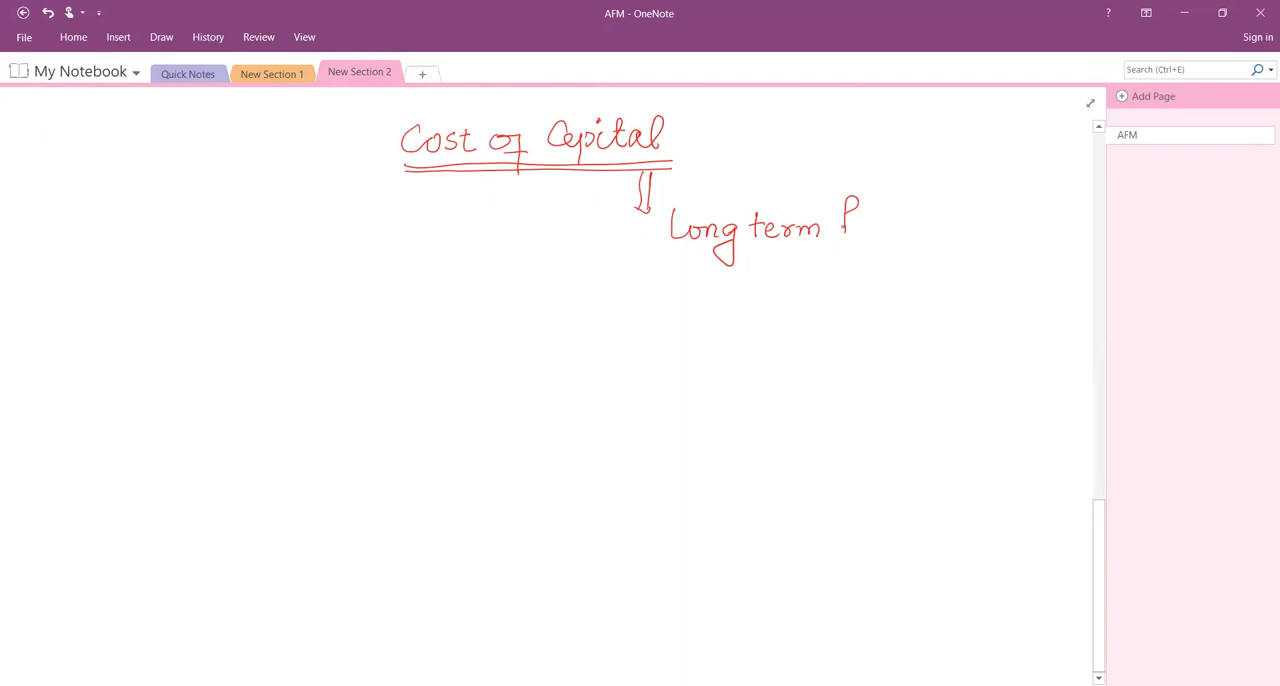 AFM - OneNote
?
File Home Insert Draw History Review View Sign in
My Notebook Quick Notes New Section 1 New Section 2 + Search (Ctrl+E)
Add Page
AFM
Cost of Capital
Long term